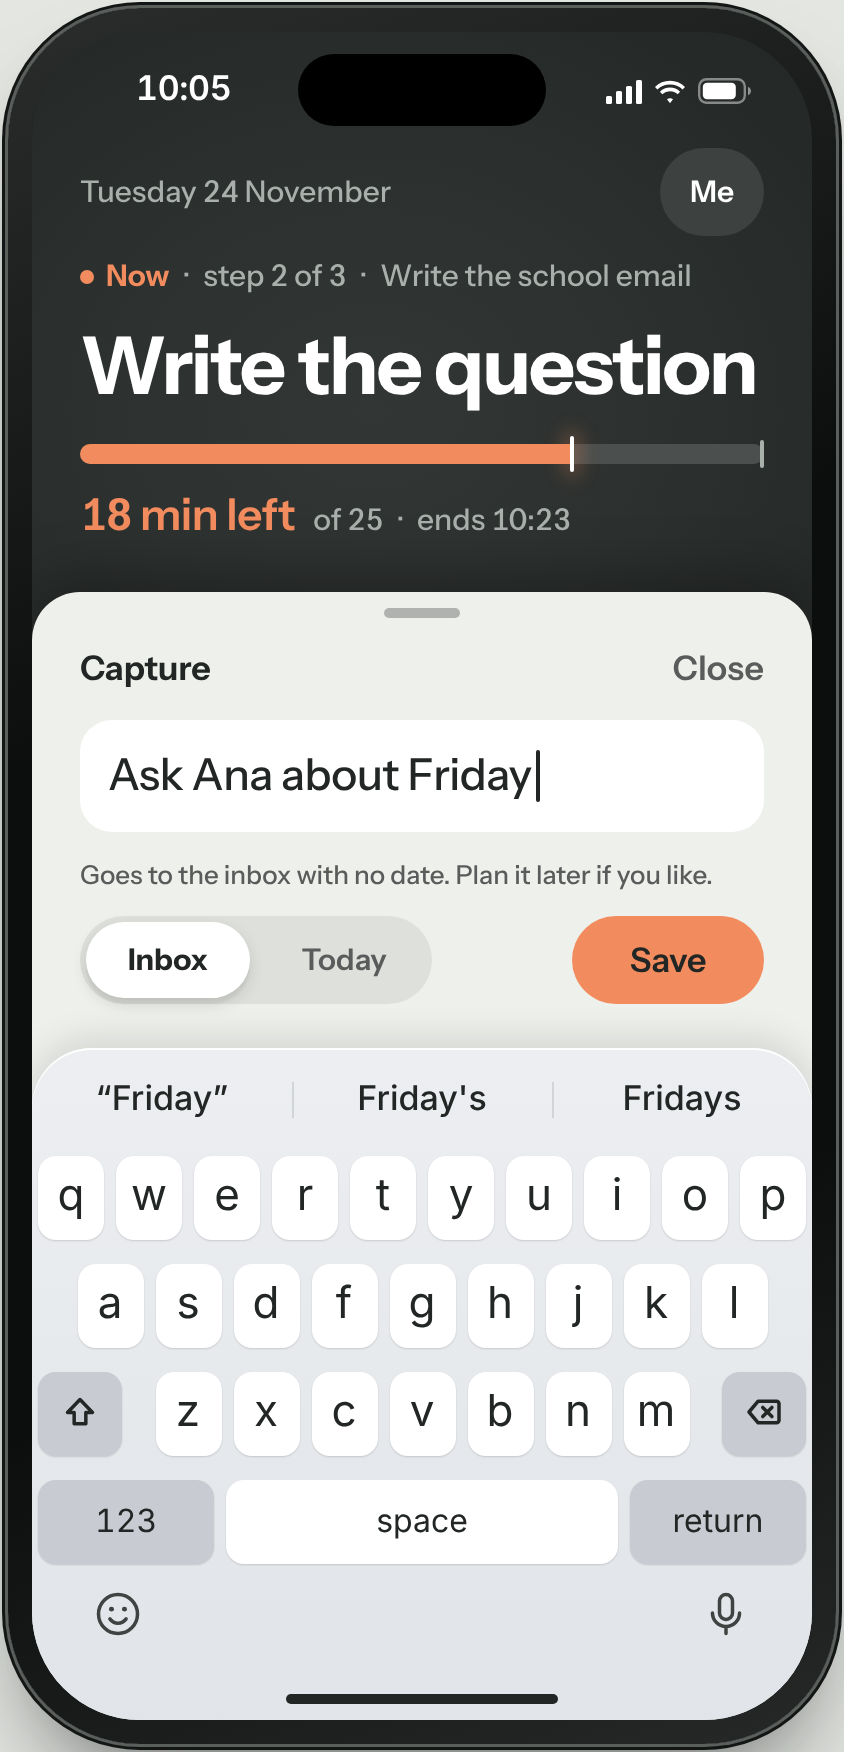 10:05
Tuesday 24 November
Me
Now · step 2 of 3 · Write the school email
Write the question
18 min left of 25 · ends 10:23
Capture
Close
Ask Ana about Friday
Goes to the inbox with no date. Plan it later if you like.
Inbox
Today
Save
“Friday”
Friday's
Fridays
q w e r t y u i o p
a s d f g h j k l
z x c v b n m
123
space
return